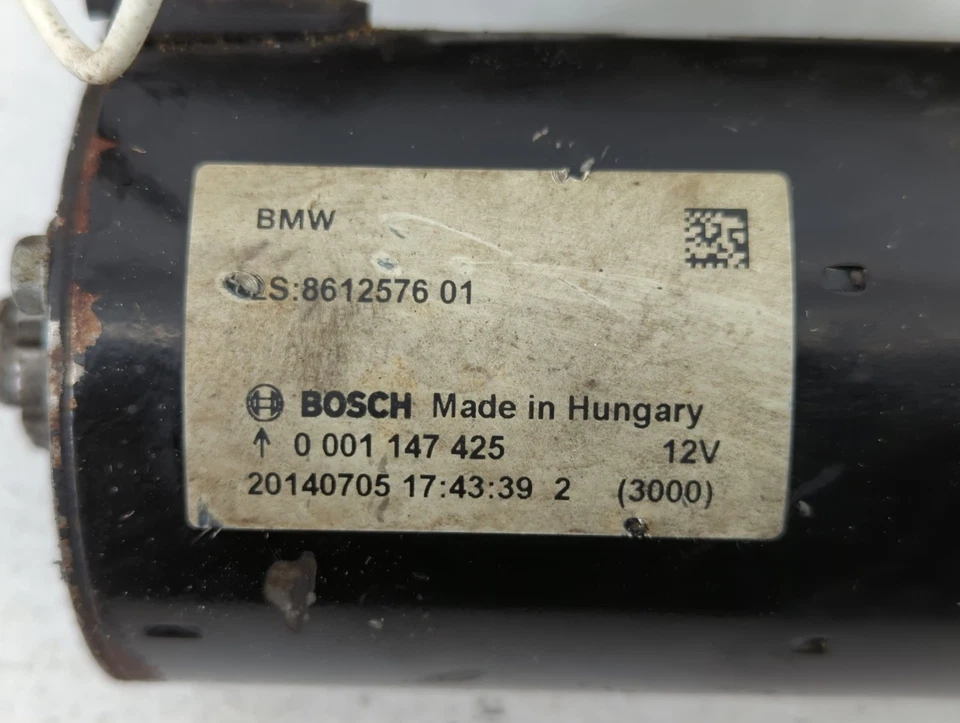 BMW
8612576 01
BOSCH Made in Hungary
↑ 0 001 147 425 12V
20140705 17:43:39 2 (3000)